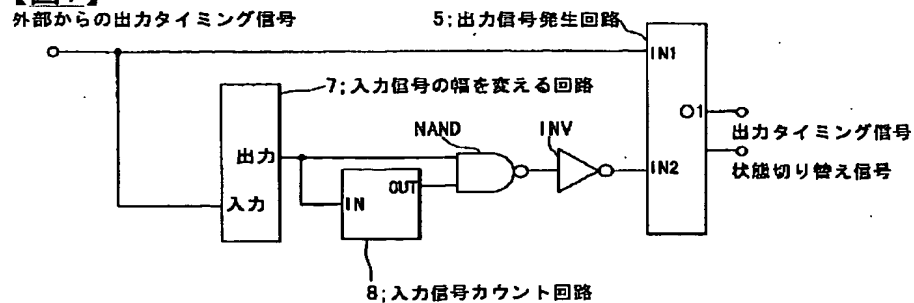 外部からの出力タイミング信号
5;出力信号発生回路
IN1
7;入力信号の幅を変える回路
NAND
INV
O1
出力タイミング信号
出力
OUT
IN2
状態切り替え信号
入力
IN
8;入力信号カウント回路